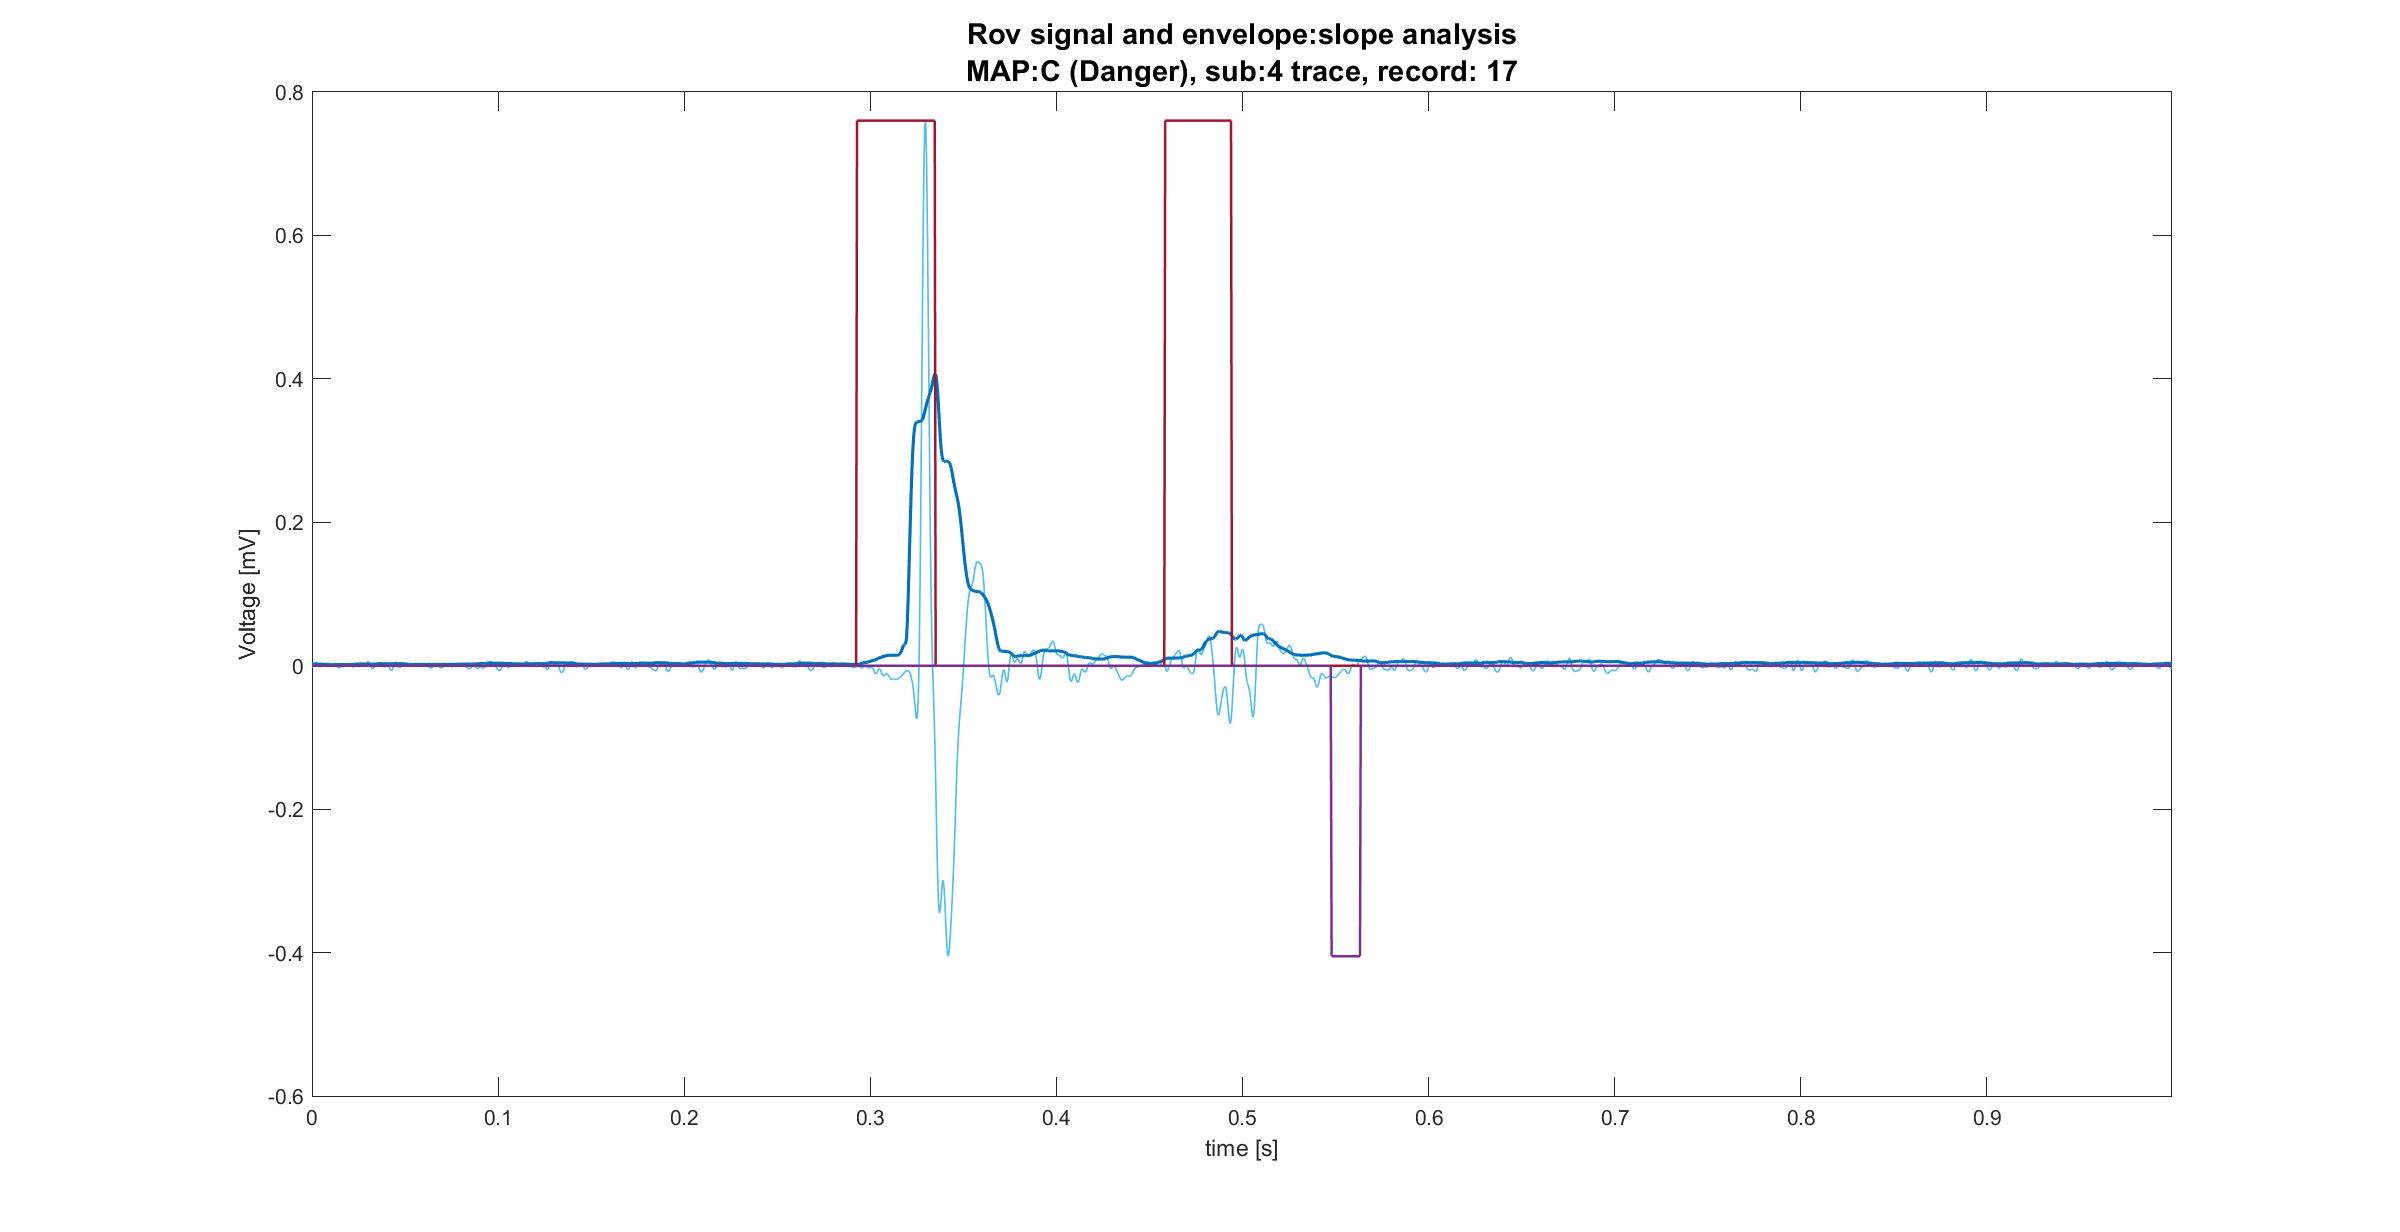 Rov signal and envelope:slope analysis
MAP:C (Danger), sub:4 trace, record: 17
0.8
0.6
0.4
0.2
0
-0.2
-0.4
-0.6
Voltage [mV]
0 0.1 0.2 0.3 0.4 0.5 0.6 0.7 0.8 0.9
time [s]